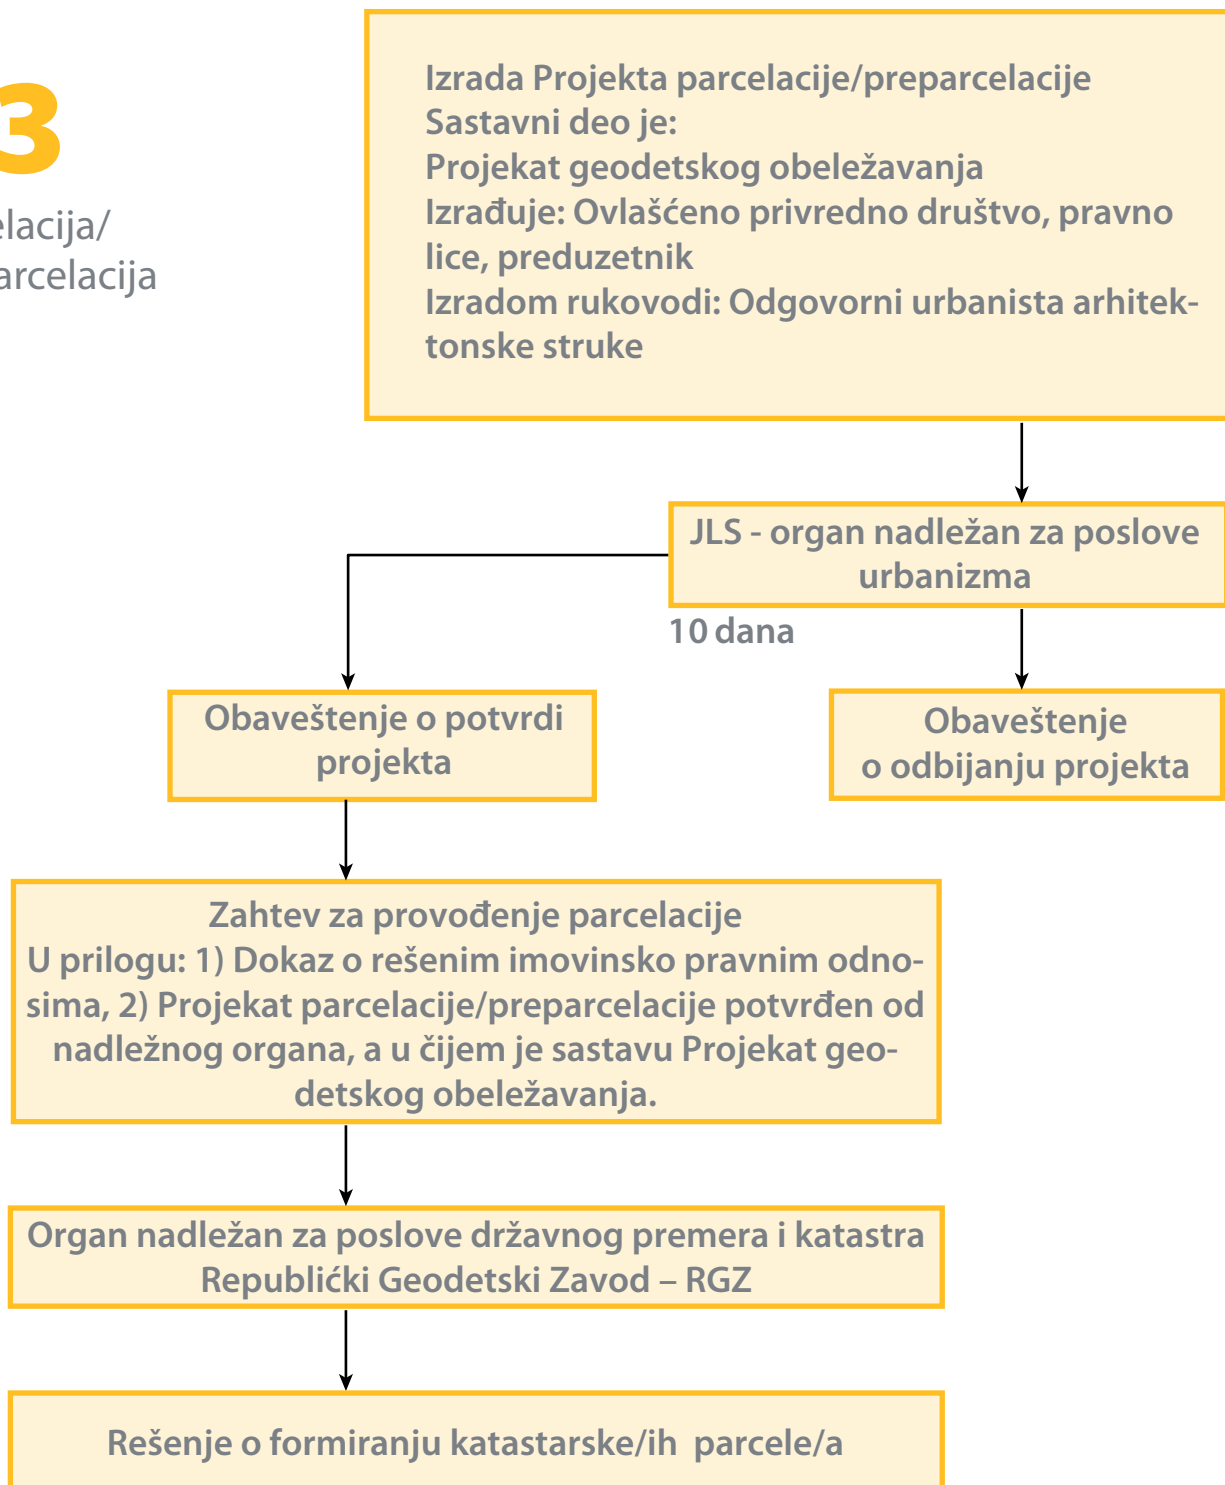 3
elacija/
arcelacija
Izrada Projekta parcelacije/preparcelacije
Sastavni deo je:
Projekat geodetskog obeležavanja
Izrađuje: Ovlašćeno privredno društvo, pravno
lice, preduzetnik
Izradom rukovodi: Odgovorni urbanista arhitek-
tonske struke
JLS - organ nadležan za poslove
urbanizma
10 dana
Obaveštenje o potvrdi
projekta
Obaveštenje
o odbijanju projekta
Zahtev za provođenje parcelacije
U prilogu: 1) Dokaz o rešenim imovinsko pravnim odno-
sima, 2) Projekat parcelacije/preparcelacije potvrđen od
nadležnog organa, a u čijem je sastavu Projekat geo-
detskog obeležavanja.
Organ nadležan za poslove državnog premera i katastra
Republićki Geodetski Zavod – RGZ
Rešenje o formiranju katastarske/ih parcele/a